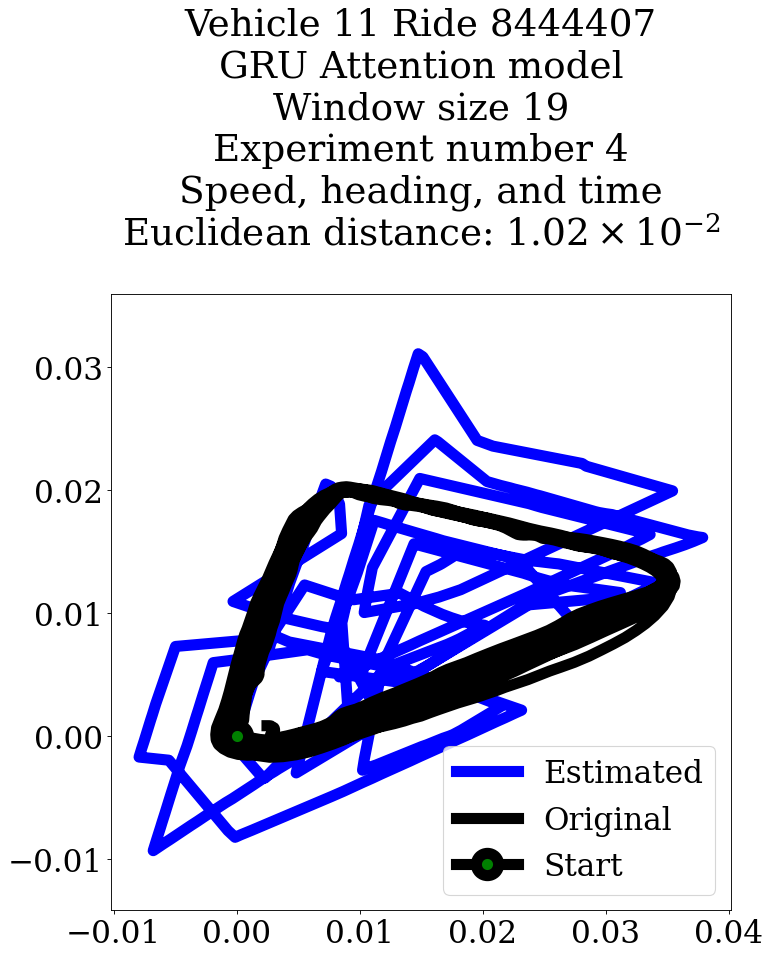 Vehicle 11 Ride 8444407
GRU Attention model
Window size 19
Experiment number 4
Speed, heading, and time
Euclidean distance: 1.02 × 10⁻²
0.03
0.02
0.01
0.00
−0.01
Estimated
Original
Start
−0.01 0.00 0.01 0.02 0.03 0.04